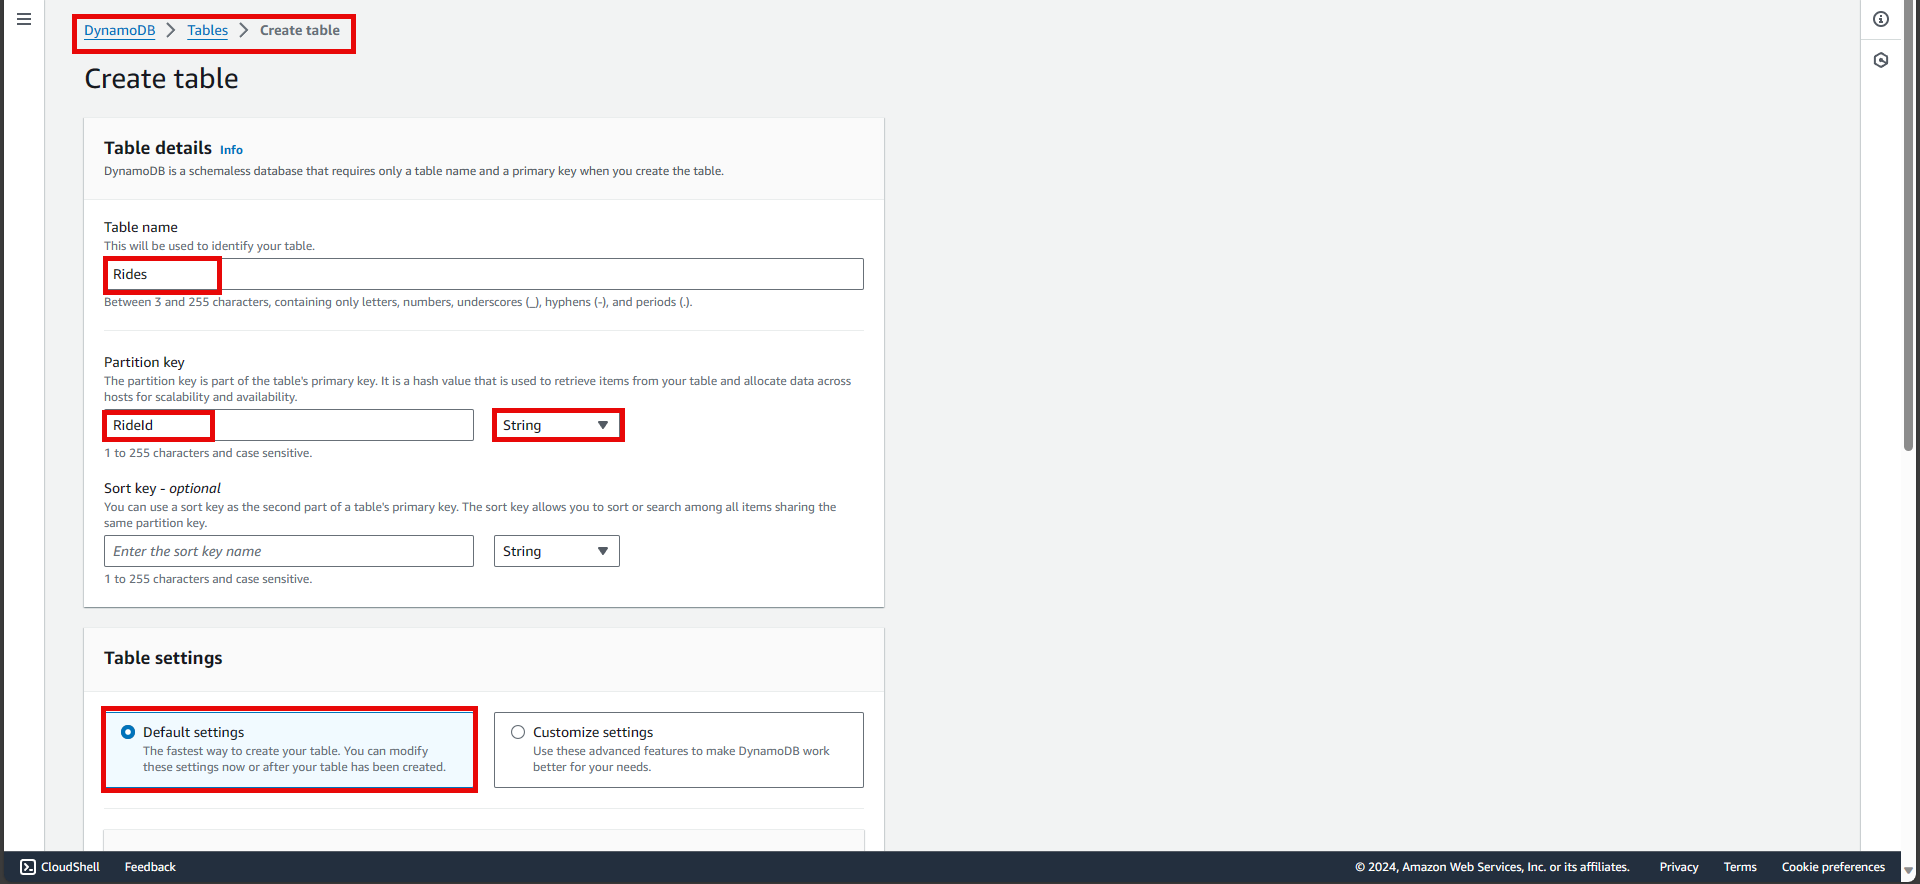 DynamoDB > Tables > Create table
Create table
Table details Info
DynamoDB is a schemaless database that requires only a table name and a primary key when you create the table.
Table name
This will be used to identify your table.
Rides
Between 3 and 255 characters, containing only letters, numbers, underscores (_), hyphens (-), and periods (.).
Partition key
The partition key is part of the table's primary key. It is a hash value that is used to retrieve items from your table and allocate data across
hosts for scalability and availability.
RideId String
1 to 255 characters and case sensitive.
Sort key - optional
You can use a sort key as the second part of a table's primary key. The sort key allows you to sort or search among all items sharing the
same partition key.
Enter the sort key name String
1 to 255 characters and case sensitive.
Table settings
Default settings
The fastest way to create your table. You can modify
these settings now or after your table has been created.
Customize settings
Use these advanced features to make DynamoDB work
better for your needs.
CloudShell Feedback © 2024, Amazon Web Services, Inc. or its affiliates. Privacy Terms Cookie preferences